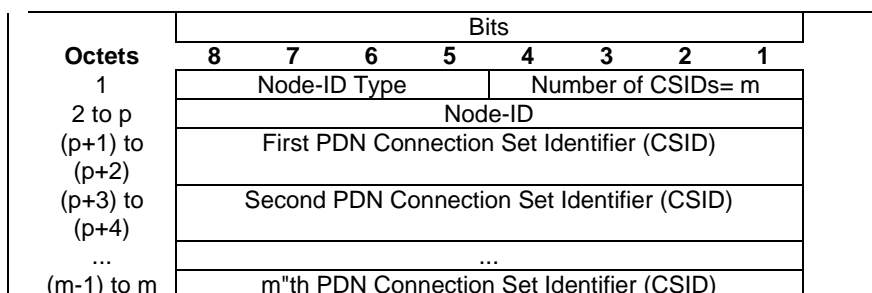 Bits
Octets 8 7 6 5 4 3 2 1
1 Node-ID Type Number of CSIDs= m
2 to p Node-ID
(p+1) to First PDN Connection Set Identifier (CSID)
(p+2)
(p+3) to Second PDN Connection Set Identifier (CSID)
(p+4)
... ...
(m-1) to m m"th PDN Connection Set Identifier (CSID)